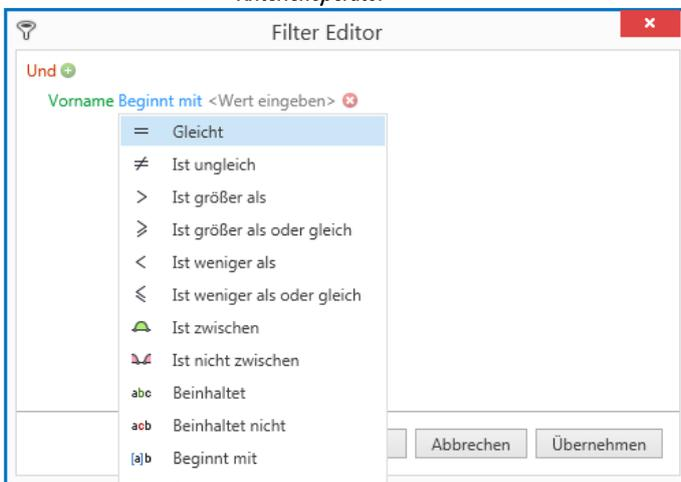 Kriterienoperator
Filter Editor
Und
Vorname Beginnt mit <Wert eingeben>
= Gleicht
≠ Ist ungleich
> Ist größer als
⩾ Ist größer als oder gleich
< Ist weniger als
⩽ Ist weniger als oder gleich
Ist zwischen
Ist nicht zwischen
abc Beinhaltet
acb Beinhaltet nicht
[a]b Beginnt mit
Abbrechen Übernehmen